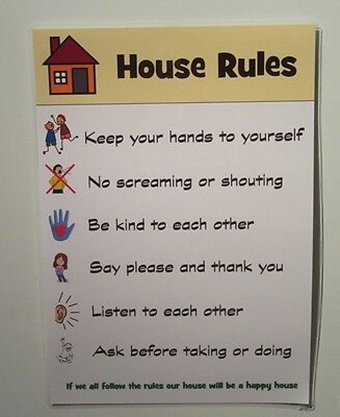 House Rules
Keep your hands to yourself
No screaming or shouting
Be kind to each other
Say please and thank you
Listen to each other
Ask before taking or doing
If we all follow the rules our house will be a happy house